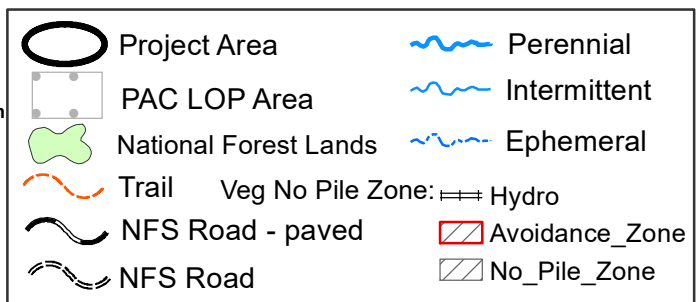 Project Area
PAC LOP Area
National Forest Lands
Trail
NFS Road - paved
NFS Road
Perennial
Intermittent
Ephemeral
Veg No Pile Zone:
Hydro
Avoidance_Zone
No_Pile_Zone